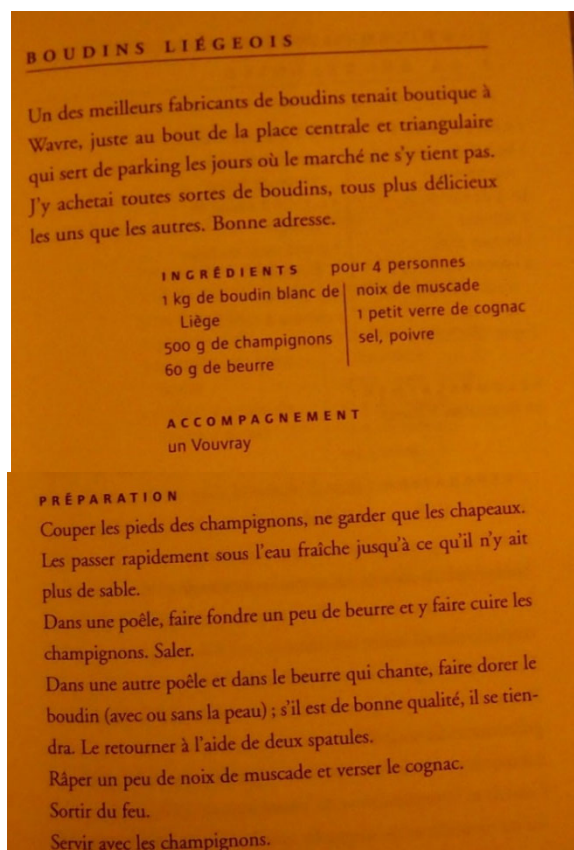 BOUDINS LIÉGEOIS
Un des meilleurs fabricants de boudins tenait boutique à
Wavre, juste au bout de la place centrale et triangulaire
qui sert de parking les jours où le marché ne s'y tient pas.
J'y achetai toutes sortes de boudins, tous plus délicieux
les uns que les autres. Bonne adresse.
INGRÉDIENTS pour 4 personnes
1 kg de boudin blanc de
Liège
500 g de champignons
60 g de beurre
noix de muscade
1 petit verre de cognac
sel, poivre
ACCOMPAGNEMENT
un Vouvray
PRÉPARATION
Couper les pieds des champignons, ne garder que les chapeaux.
Les passer rapidement sous l'eau fraîche jusqu'à ce qu'il n'y ait
plus de sable.
Dans une poêle, faire fondre un peu de beurre et y faire cuire les
champignons. Saler.
Dans une autre poêle et dans le beurre qui chante, faire dorer le
boudin (avec ou sans la peau) ; s'il est de bonne qualité, il se tien-
dra. Le retourner à l'aide de deux spatules.
Râper un peu de noix de muscade et verser le cognac.
Sortir du feu.
Servir avec les champignons.